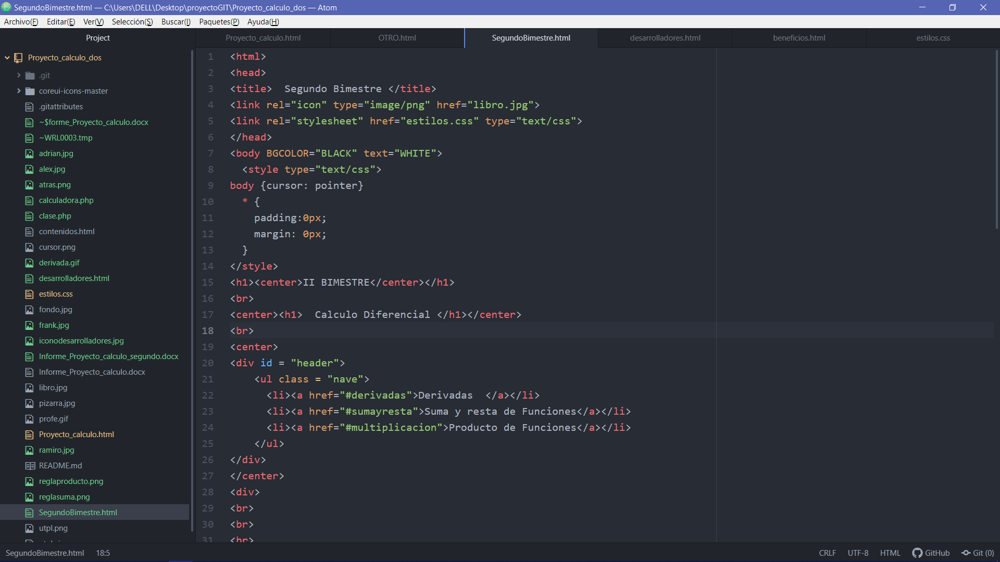 SegundoBimestre.html — C:\Users\DELL\Desktop\proyectoGIT\Proyecto_calculo_dos — Atom
Archivo(F) Editar(E) Ver(V) Selección(S) Buscar(I) Paquetes(P) Ayuda(H)
Project
Proyecto_calculo_dos
.git
coreui-icons-master
.gitattributes
~$forme_Proyecto_calculo.docx
~WRL0003.tmp
adrian.jpg
alex.jpg
atras.png
calculadora.php
clase.php
contenidos.html
cursor.png
derivada.gif
desarrolladores.html
estilos.css
fondo.jpg
frank.jpg
iconodesarrolladores.jpg
Informe_Proyecto_calculo_segundo.docx
Informe_Proyecto_calculo.docx
libro.jpg
pizarra.jpg
profe.gif
Proyecto_calculo.html
ramiro.jpg
README.md
reglaproducto.png
reglasuma.png
SegundoBimestre.html
utpl.png
Proyecto_calculo.html OTRO.html SegundoBimestre.html desarrolladores.html beneficios.html estilos.css
1 <html>
2 <head>
3 <title>  Segundo Bimestre </title>
4 <link rel="icon" type="image/png" href="libro.jpg">
5 <link rel="stylesheet" href="estilos.css" type="text/css">
6 </head>
7 <body BGCOLOR="BLACK" text="WHITE">
8   <style type="text/css">
9 body {cursor: pointer}
10   * {
11     padding:0px;
12     margin: 0px;
13   }
14 </style>
15 <h1><center>II BIMESTRE</center></h1>
16 <br>
17 <center><h1>  Calculo Diferencial </h1></center>
18 <br>
19 <center>
20 <div id = "header">
21     <ul class = "nave">
22       <li><a href="#derivadas">Derivadas  </a></li>
23       <li><a href="#sumayresta">Suma y resta de Funciones</a></li>
24       <li><a href="#multiplicacion">Producto de Funciones</a></li>
25     </ul>
26 </div>
27 </center>
28 <div>
29 <br>
30 <br>
31 <br>
SegundoBimestre.html 18:5 CRLF UTF-8 HTML GitHub Git (0)